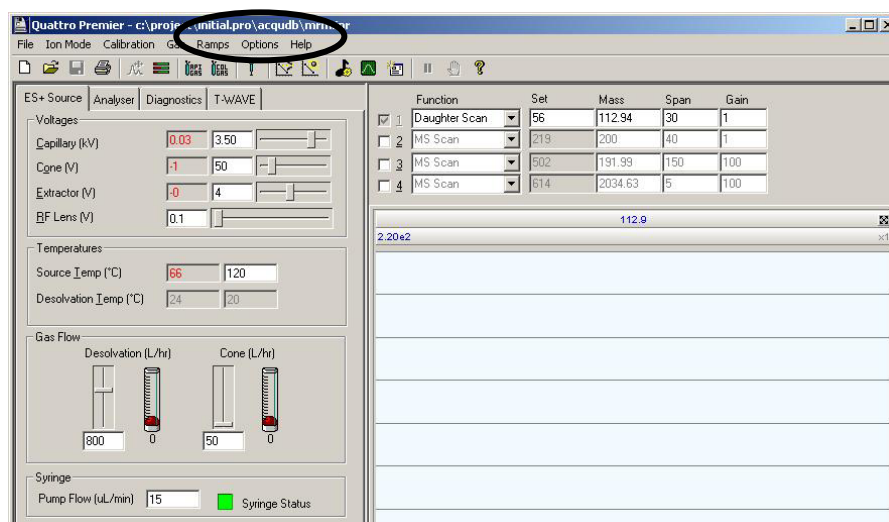 Quattro Premier - c:\project\initial.pro\acqudb\mrm.ipr
File Ion Mode Calibration Gas Ramps Options Help
ES+ Source Analyser Diagnostics T-WAVE
Voltages
Capillary (kV) 0.03 3.50
Cone (V) -1 50
Extractor (V) -0 4
RF Lens (V) 0.1
Temperatures
Source Temp (°C) 66 120
Desolvation Temp (°C) 24 20
Gas Flow
Desolvation (L/hr) Cone (L/hr)
800 0 50 0
Syringe
Pump Flow (uL/min) 15 Syringe Status
Function Set Mass Span Gain
1 Daughter Scan 56 112.94 30 1
2 MS Scan 219 200 40 1
3 MS Scan 502 191.99 150 100
4 MS Scan 614 2034.63 5 100
112.9
2.20e2 x1